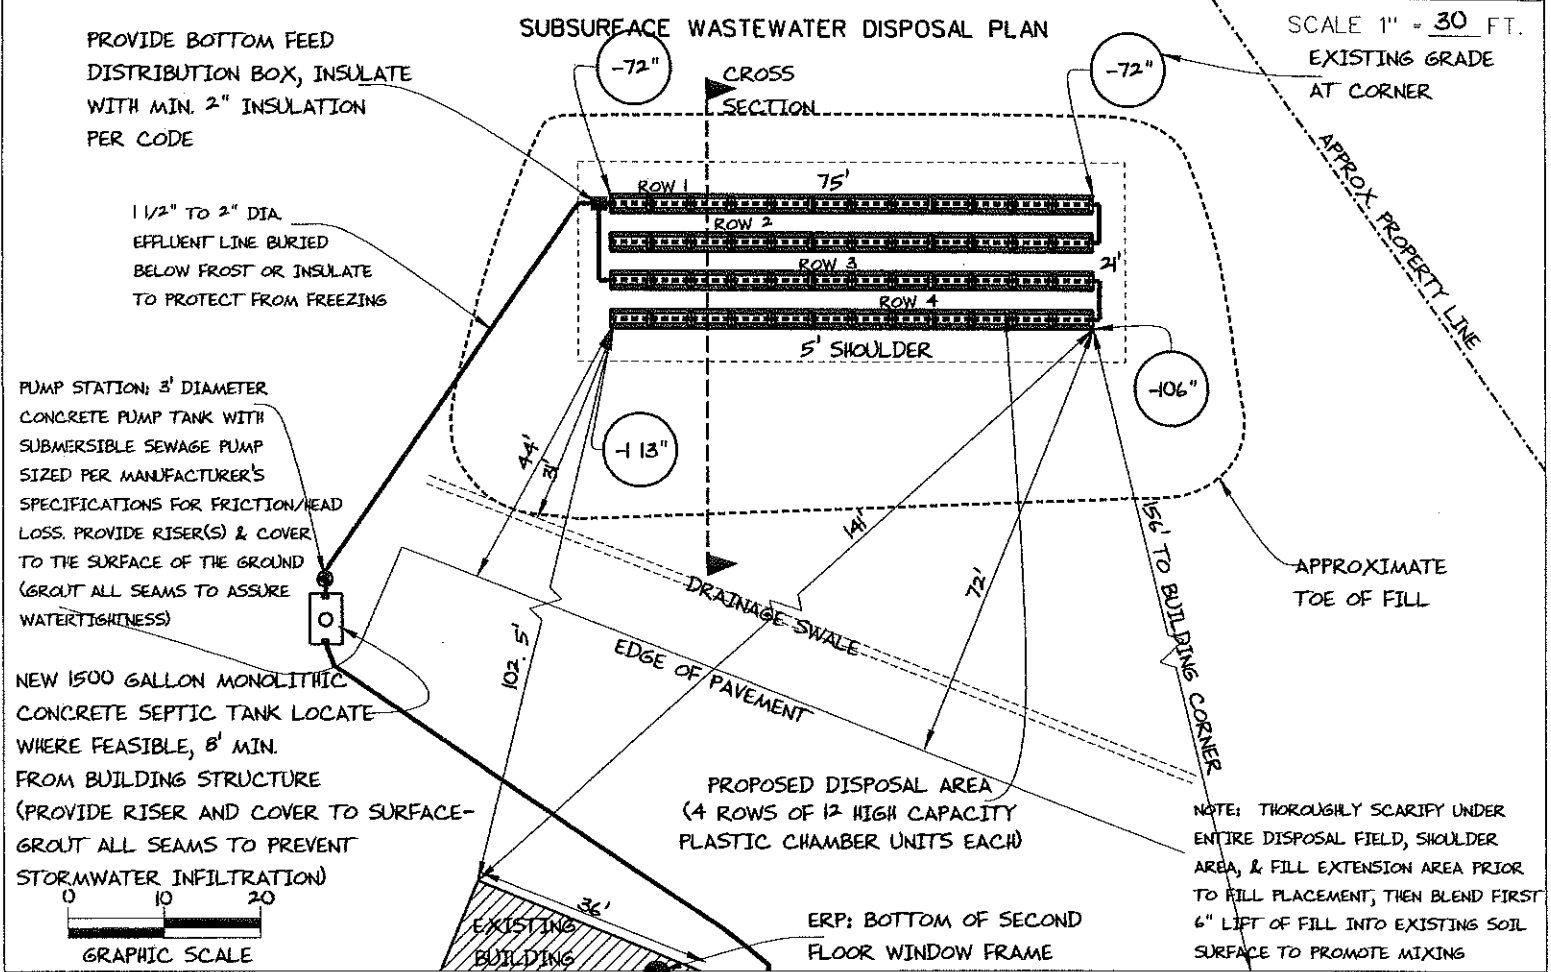 SUBSURFACE WASTEWATER DISPOSAL PLAN
SCALE 1" = 30 FT.
PROVIDE BOTTOM FEED
DISTRIBUTION BOX, INSULATE
WITH MIN. 2" INSULATION
PER CODE
-72"
CROSS
SECTION
-72"
EXISTING GRADE
AT CORNER
APPROX PROPERTY LINE
1 1/2" TO 2" DIA.
EFFLUENT LINE BURIED
BELOW FROST OR INSULATE
TO PROTECT FROM FREEZING
ROW 1
75'
ROW 2
ROW 3
21'
ROW 4
5' SHOULDER
-106"
-113"
PUMP STATION: 3' DIAMETER
CONCRETE PUMP TANK WITH
SUBMERSIBLE SEWAGE PUMP
SIZED PER MANUFACTURER'S
SPECIFICATIONS FOR FRICTION/HEAD
LOSS. PROVIDE RISER(S) & COVER
TO THE SURFACE OF THE GROUND
(GROUT ALL SEAMS TO ASSURE
WATERTIGHTNESS)
44'
31'
102.5'
141'
72'
156' TO BUILDING CORNER
APPROXIMATE
TOE OF FILL
DRAINAGE SWALE
EDGE OF PAVEMENT
NEW 1500 GALLON MONOLITHIC
CONCRETE SEPTIC TANK LOCATE
WHERE FEASIBLE, 8' MIN.
FROM BUILDING STRUCTURE
(PROVIDE RISER AND COVER TO SURFACE-
GROUT ALL SEAMS TO PREVENT
STORMWATER INFILTRATION)
0 10 20
GRAPHIC SCALE
PROPOSED DISPOSAL AREA
(4 ROWS OF 12 HIGH CAPACITY
PLASTIC CHAMBER UNITS EACH)
36'
EXISTING
BUILDING
ERP: BOTTOM OF SECOND
FLOOR WINDOW FRAME
NOTE: THOROUGHLY SCARIFY UNDER
ENTIRE DISPOSAL FIELD, SHOULDER
AREA, & FILL EXTENSION AREA PRIOR
TO FILL PLACEMENT, THEN BLEND FIRST
6" LIFT OF FILL INTO EXISTING SOIL
SURFACE TO PROMOTE MIXING